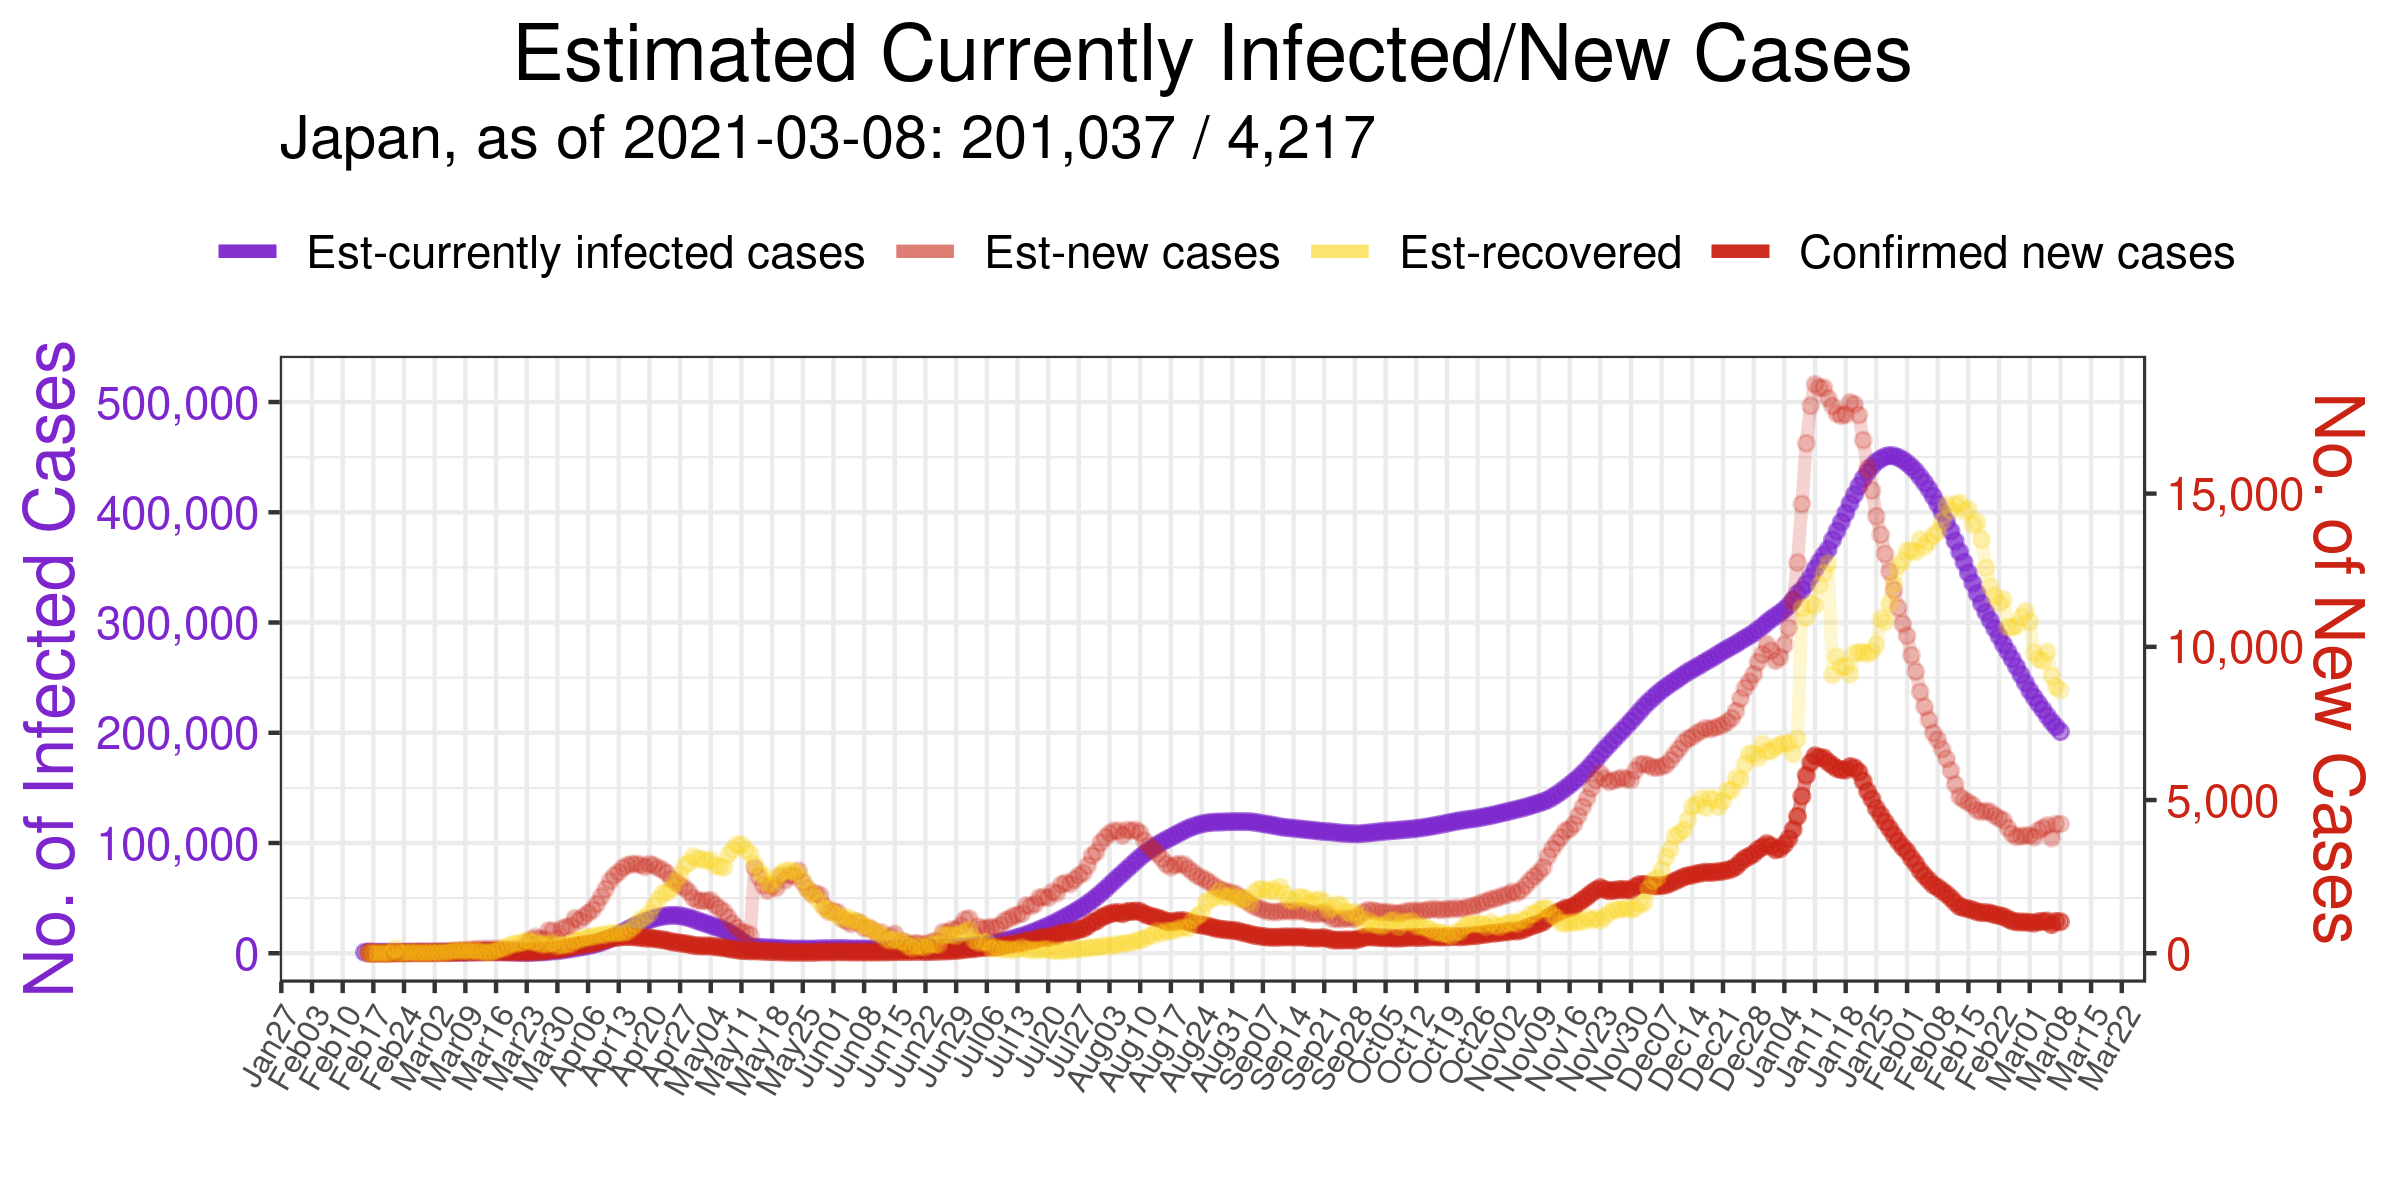 Estimated Currently Infected/New Cases
Japan, as of 2021-03-08: 201,037 / 4,217
Est-currently infected cases Est-new cases Est-recovered Confirmed new cases
No. of Infected Cases
500,000
400,000
300,000
200,000
100,000
0
15,000
10,000
5,000
0
No. of New Cases
Jan27 Feb03 Feb10 Feb17 Feb24 Mar02 Mar09 Mar16 Mar23 Mar30 Apr06 Apr13 Apr20 Apr27 May04 May11 May18 May25 Jun01 Jun08 Jun15 Jun22 Jun29 Jul06 Jul13 Jul20 Jul27 Aug03 Aug10 Aug17 Aug24 Aug31 Sep07 Sep14 Sep21 Sep28 Oct05 Oct12 Oct19 Oct26 Nov02 Nov09 Nov16 Nov23 Nov30 Dec07 Dec14 Dec21 Dec28 Jan04 Jan11 Jan18 Jan25 Feb01 Feb08 Feb15 Feb22 Mar01 Mar08 Mar15 Mar22